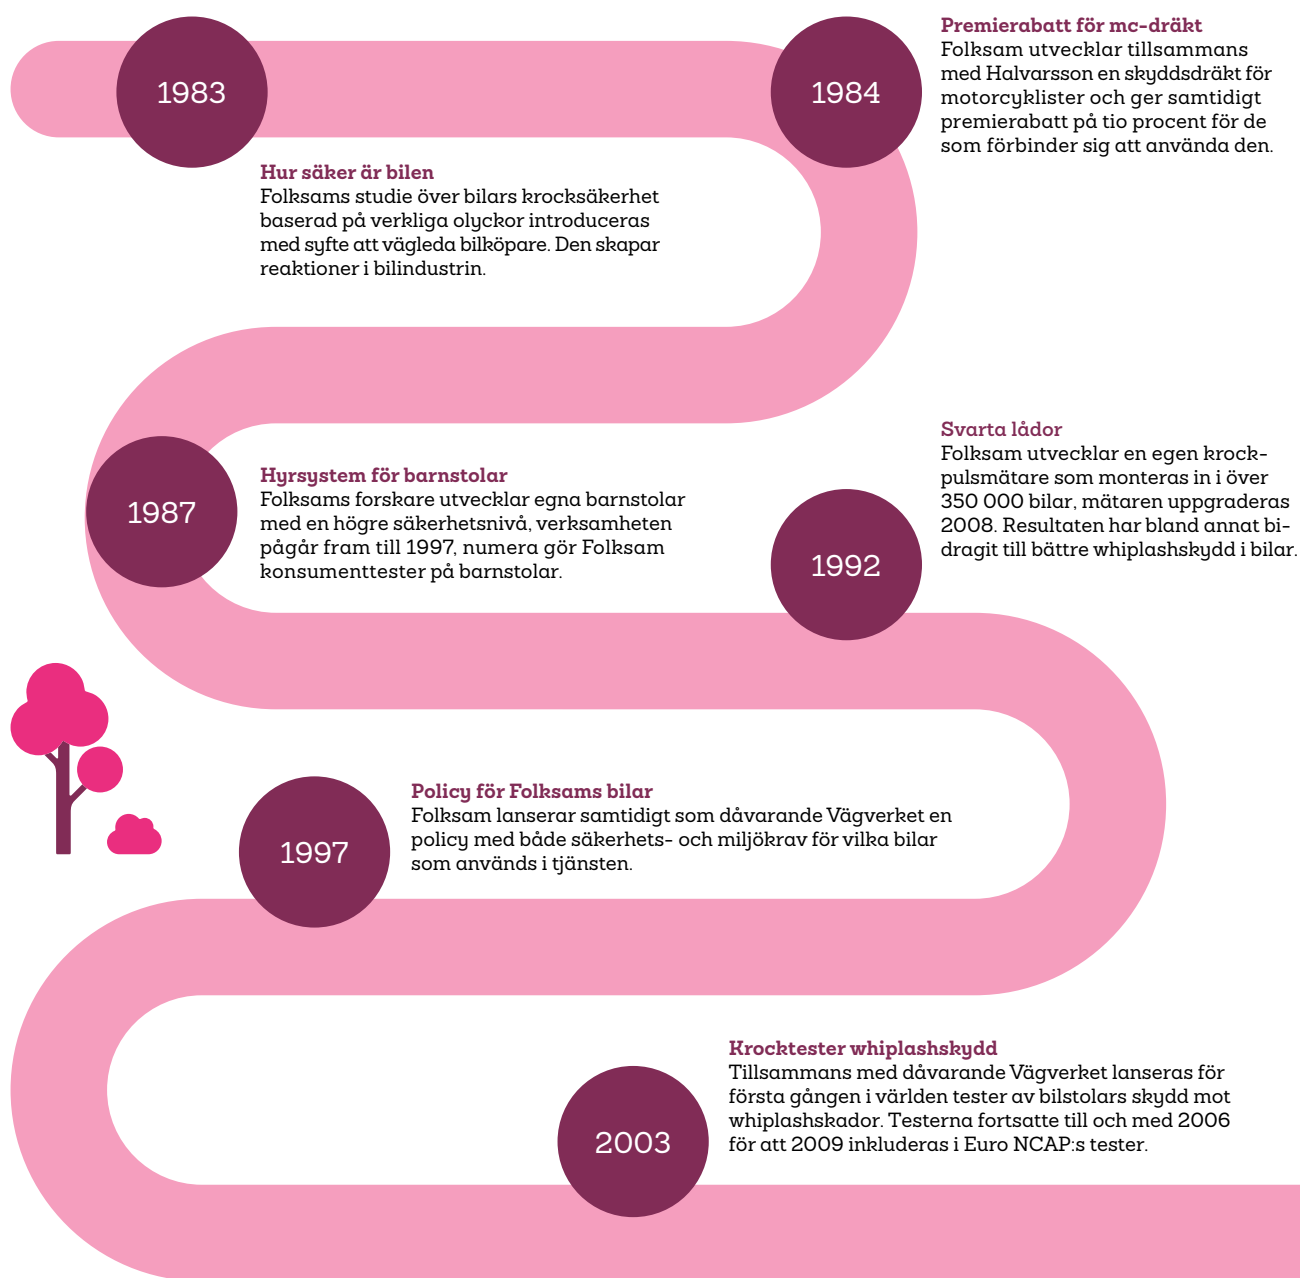 1983
Hur säker är bilen
Folksams studie över bilars krocksäkerhet
baserad på verkliga olyckor introduceras
med syfte att vägleda bilköpare. Den skapar
reaktioner i bilindustrin.
1984
Premierabatt för mc-dräkt
Folksam utvecklar tillsammans
med Halvarsson en skyddsdräkt för
motorcyklister och ger samtidigt
premierabatt på tio procent för de
som förbinder sig att använda den.
1987
Hyrsystem för barnstolar
Folksams forskare utvecklar egna barnstolar
med en högre säkerhetsnivå, verksamheten
pågår fram till 1997, numera gör Folksam
konsumenttester på barnstolar.
1992
Svarta lådor
Folksam utvecklar en egen krock-
pulsmätare som monteras in i över
350 000 bilar, mätaren uppgraderas
2008. Resultaten har bland annat bi-
dragit till bättre whiplashskydd i bilar.
1997
Policy för Folksams bilar
Folksam lanserar samtidigt som dåvarande Vägverket en
policy med både säkerhets- och miljökrav för vilka bilar
som används i tjänsten.
2003
Krocktester whiplashskydd
Tillsammans med dåvarande Vägverket lanseras för
första gången i världen tester av bilstolars skydd mot
whiplashskador. Testerna fortsatte till och med 2006
för att 2009 inkluderas i Euro NCAP:s tester.